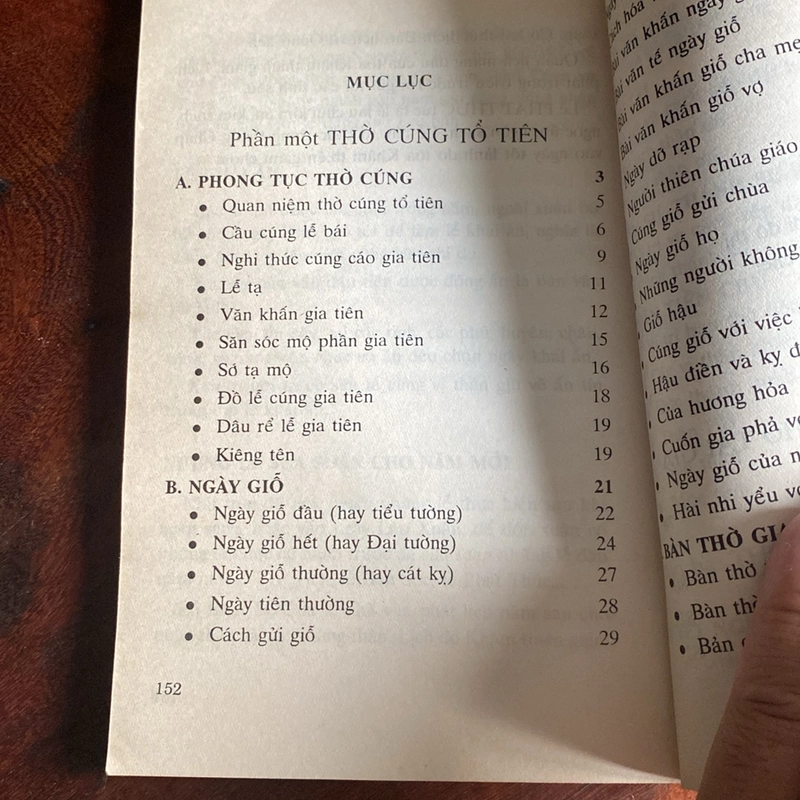 MỤC LỤC
Phần một THỜ CÚNG TỔ TIÊN
A. PHONG TỤC THỜ CÚNG 3
• Quan niệm thờ cúng tổ tiên 5
• Cầu cúng lễ bái 6
• Nghi thức cúng cáo gia tiên 9
• Lễ tạ 11
• Văn khấn gia tiên 12
• Săn sóc mộ phần gia tiên 15
• Sớ tạ mộ 16
• Đồ lễ cúng gia tiên 18
• Dâu rể lễ gia tiên 19
• Kiêng tên 19
B. NGÀY GIỖ 21
• Ngày giỗ đầu (hay tiểu tường) 22
• Ngày giỗ hết (hay Đại tường) 24
• Ngày giỗ thường (hay cát kỵ) 27
• Ngày tiên thường 28
• Cách gửi giỗ 29
152
văn khấn ngày
Bài văn tế ngày giỗ
Bài văn khấn giỗ cha mẹ
Bài văn khấn giỗ vợ
Ngày dỡ rạp
Người thiên chúa giáo
Cúng giỗ gửi chùa
Ngày giỗ họ
• Những người không
• Giỗ hậu
• Cúng giỗ với việc
• Hậu điền và kỵ
• Của hương hỏa
• Cuốn gia phả
• Ngày giỗ của
• Hài nhi yểu
BÀN THỜ
• Bàn thờ
• Bàn
• Bản